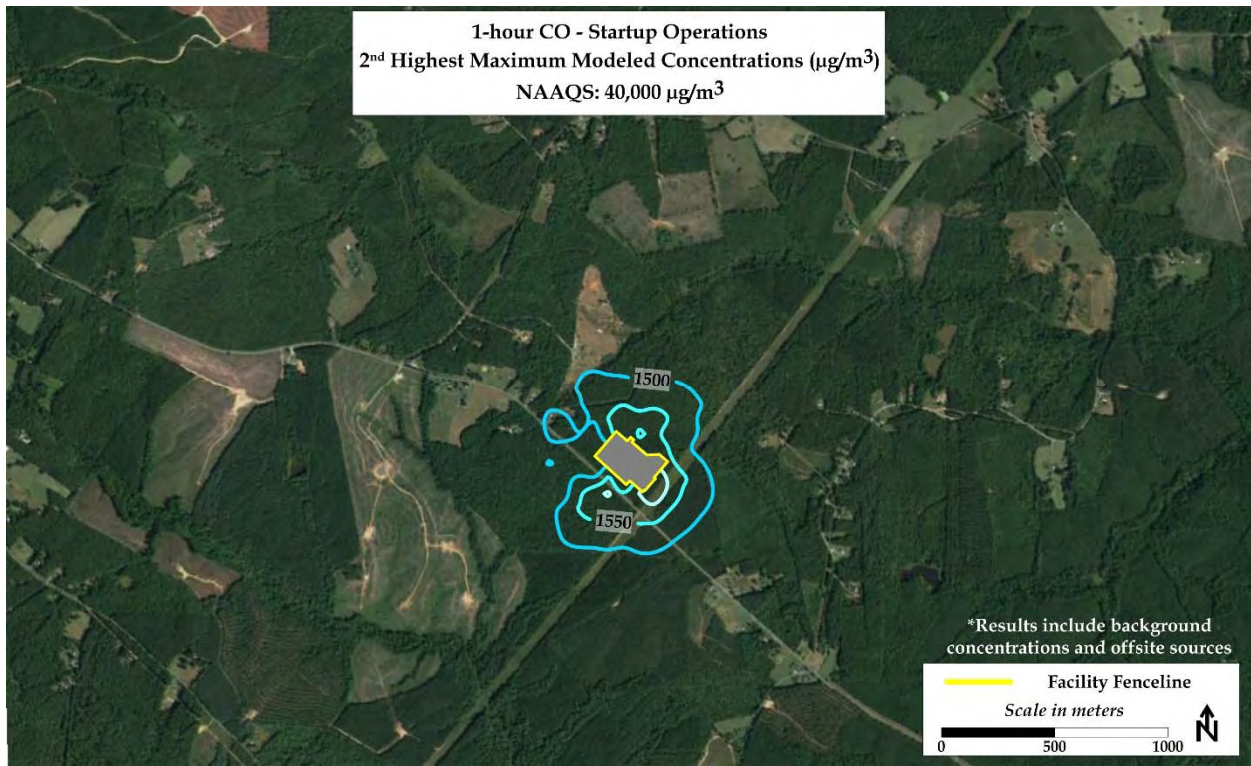 1-hour CO - Startup Operations
2nd Highest Maximum Modeled Concentrations (µg/m³)
NAAQS: 40,000 µg/m³
1500
1550
*Results include background
concentrations and offsite sources
Facility Fenceline
Scale in meters
N
0 500 1000